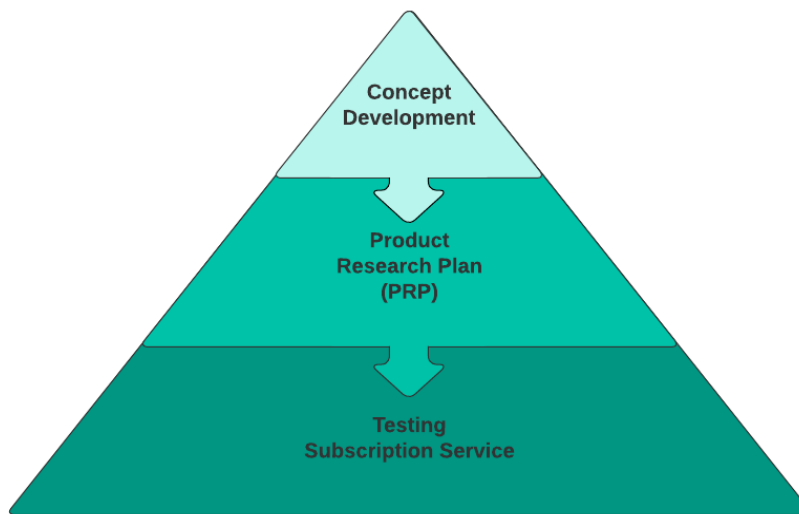 Concept
Development
Product
Research Plan
(PRP)
Testing
Subscription Service